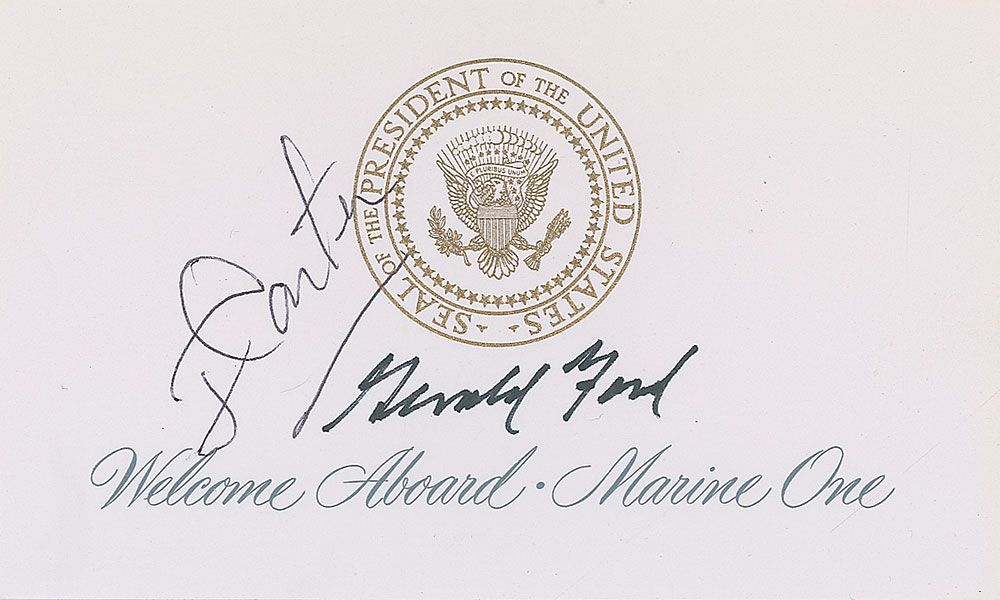 SEAL OF THE PRESIDENT OF THE UNITED STATES
E PLURIBUS UNUM
J Carter
Gerald Ford
Welcome Aboard · Marine One